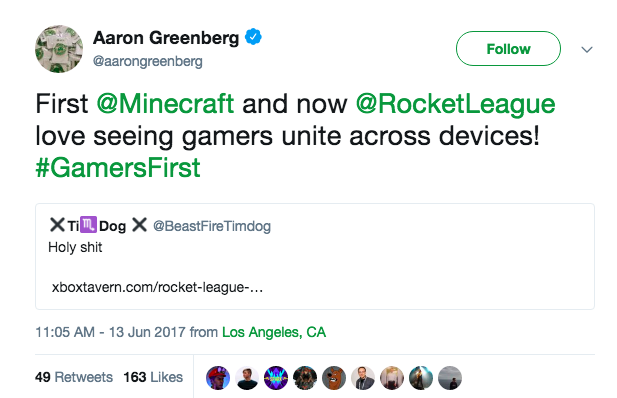 Aaron Greenberg
@aarongreenberg
Follow
First @Minecraft and now @RocketLeague
love seeing gamers unite across devices!
#GamersFirst
❌Ti♏Dog ❌ @BeastFireTimdog
Holy shit
xboxtavern.com/rocket-league-…
11:05 AM - 13 Jun 2017 from Los Angeles, CA
49 Retweets 163 Likes